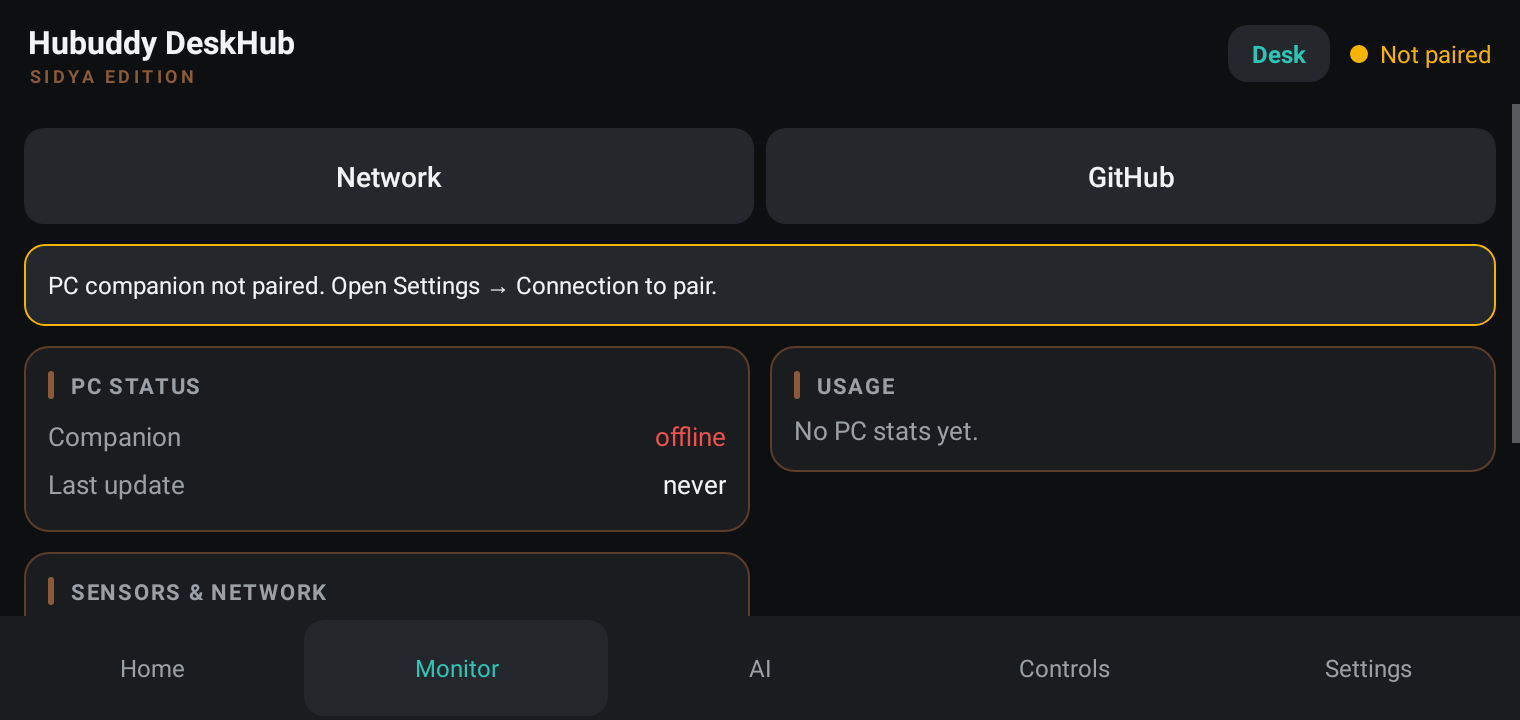 Hubuddy DeskHub
SIDYA EDITION
Desk
Not paired
Network
GitHub
PC companion not paired. Open Settings → Connection to pair.
PC STATUS
Companion offline
Last update never
USAGE
No PC stats yet.
SENSORS & NETWORK
Home
Monitor
AI
Controls
Settings